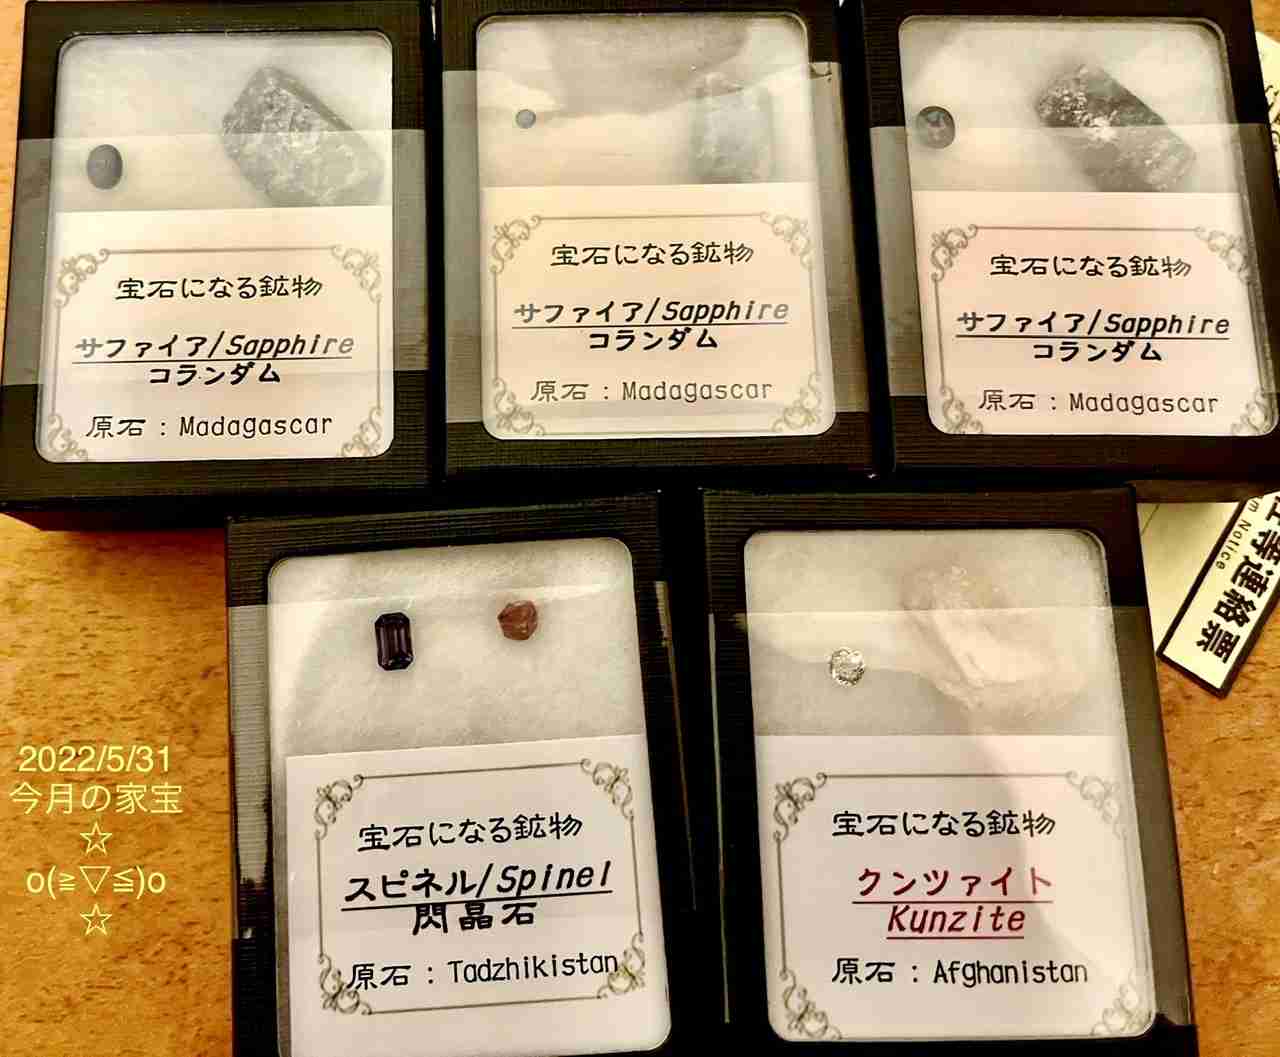 宝石になる鉱物
サファイア/Sapphire
コランダム
原石：Madagascar
宝石になる鉱物
サファイア/Sapphire
コランダム
原石：Madagascar
宝石になる鉱物
サファイア/Sapphire
コランダム
原石：Madagascar
宝石になる鉱物
スピネル/Spinel
閃晶石
原石：Tadzhikistan
宝石になる鉱物
クンツァイト
Kunzite
原石：Afghanistan
2022/5/31
今月の家宝
☆
o(≧▽≦)o
☆
等連絡票
Notice